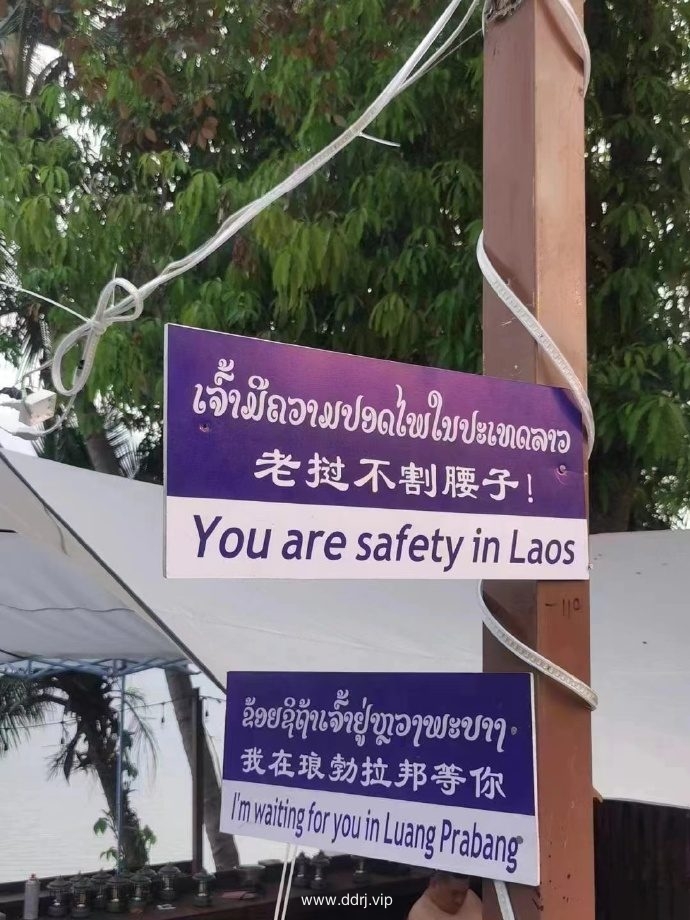 ເຈົ້າມີຄວາມປອດໄພໃນປະເທດລາວ
老挝不割腰子!
You are safety in Laos
ຂ້ອຍຊິຖ້າເຈົ້າຢູ່ຫຼວງພະບາງ
我在琅勃拉邦等你
I'm waiting for you in Luang Prabang
www.ddrj.vip